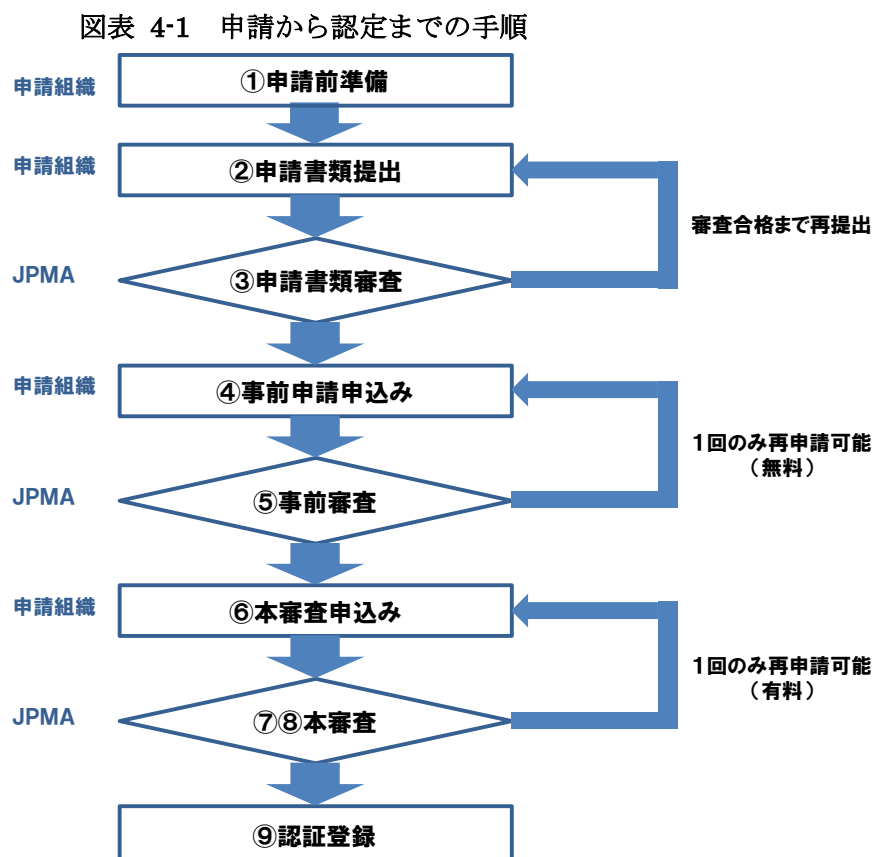 図表 4-1 申請から認定までの手順
申請組織
①申請前準備
申請組織
②申請書類提出
審査合格まで再提出
JPMA
③申請書類審査
申請組織
④事前申請申込み
1回のみ再申請可能
(無料)
JPMA
⑤事前審査
申請組織
⑥本審査申込み
1回のみ再申請可能
(有料)
JPMA
⑦⑧本審査
⑨認証登録